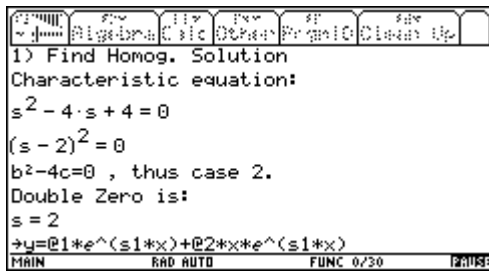 Algebra Calc Other PrgmIO Clean Up
1) Find Homog. Solution
Characteristic equation:
s² - 4·s + 4 = 0
(s - 2)² = 0
b²-4c=0 , thus case 2.
Double Zero is:
s = 2
→y=@1*e^(s1*x)+@2*x*e^(s1*x)
MAIN RAD AUTO FUNC 0/30 PAUSE